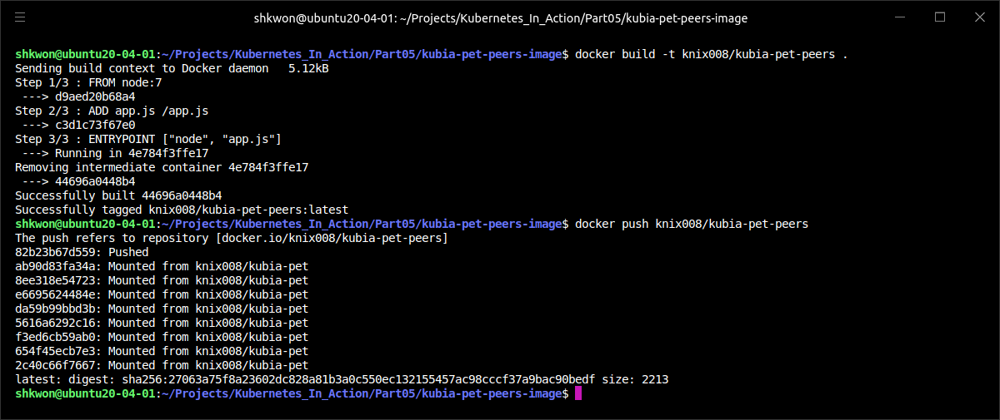 shkwon@ubuntu20-04-01: ~/Projects/Kubernetes_In_Action/Part05/kubia-pet-peers-image
shkwon@ubuntu20-04-01:~/Projects/Kubernetes_In_Action/Part05/kubia-pet-peers-image$ docker build -t knix008/kubia-pet-peers .
Sending build context to Docker daemon   5.12kB
Step 1/3 : FROM node:7
 ---> d9aed20b68a4
Step 2/3 : ADD app.js /app.js
 ---> c3d1c73f67e0
Step 3/3 : ENTRYPOINT ["node", "app.js"]
 ---> Running in 4e784f3ffe17
Removing intermediate container 4e784f3ffe17
 ---> 44696a0448b4
Successfully built 44696a0448b4
Successfully tagged knix008/kubia-pet-peers:latest
shkwon@ubuntu20-04-01:~/Projects/Kubernetes_In_Action/Part05/kubia-pet-peers-image$ docker push knix008/kubia-pet-peers
The push refers to repository [docker.io/knix008/kubia-pet-peers]
82b23b67d559: Pushed
ab90d83fa34a: Mounted from knix008/kubia-pet
8ee318e54723: Mounted from knix008/kubia-pet
e6695624484e: Mounted from knix008/kubia-pet
da59b99bbd3b: Mounted from knix008/kubia-pet
5616a6292c16: Mounted from knix008/kubia-pet
f3ed6cb59ab0: Mounted from knix008/kubia-pet
654f45ecb7e3: Mounted from knix008/kubia-pet
2c40c66f7667: Mounted from knix008/kubia-pet
latest: digest: sha256:27063a75f8a23602dc828a81b3a0c550ec132155457ac98cccf37a9bac90bedf size: 2213
shkwon@ubuntu20-04-01:~/Projects/Kubernetes_In_Action/Part05/kubia-pet-peers-image$